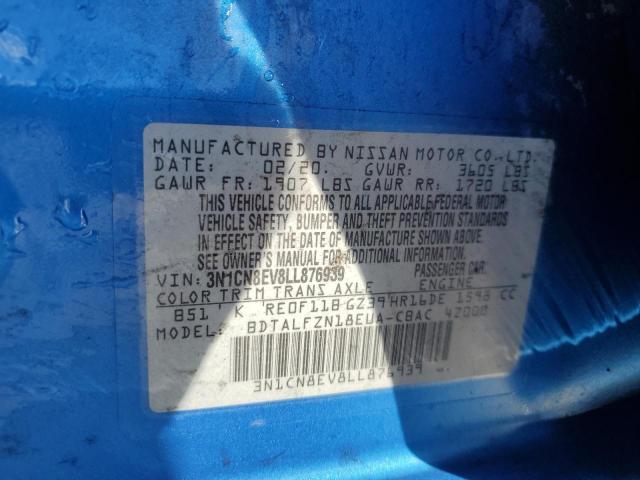 MANUFACTURED BY NISSAN MOTOR CO.,LTD.
DATE: 02/20. GVWR: 3605 LBS
GAWR FR: 1907 LBS GAWR RR: 1720 LBS
THIS VEHICLE CONFORMS TO ALL APPLICABLE FEDERAL MOTOR
VEHICLE SAFETY, BUMPER AND THEFT PREVENTION STANDARDS
IN EFFECT ON THE DATE OF MANUFACTURE SHOWN ABOVE.
SEE OWNER'S MANUAL FOR ADDITIONAL INFORMATION.
VIN: 3N1CN8EV8LL876939 PASSENGER CAR
COLOR TRIM TRANS AXLE ENGINE
B51 K RE0F11B GZ39 HR16DE 1598 CC
MODEL: BDTALFZN18EUA-CBAC 42000
3N1CN8EV8LL876939